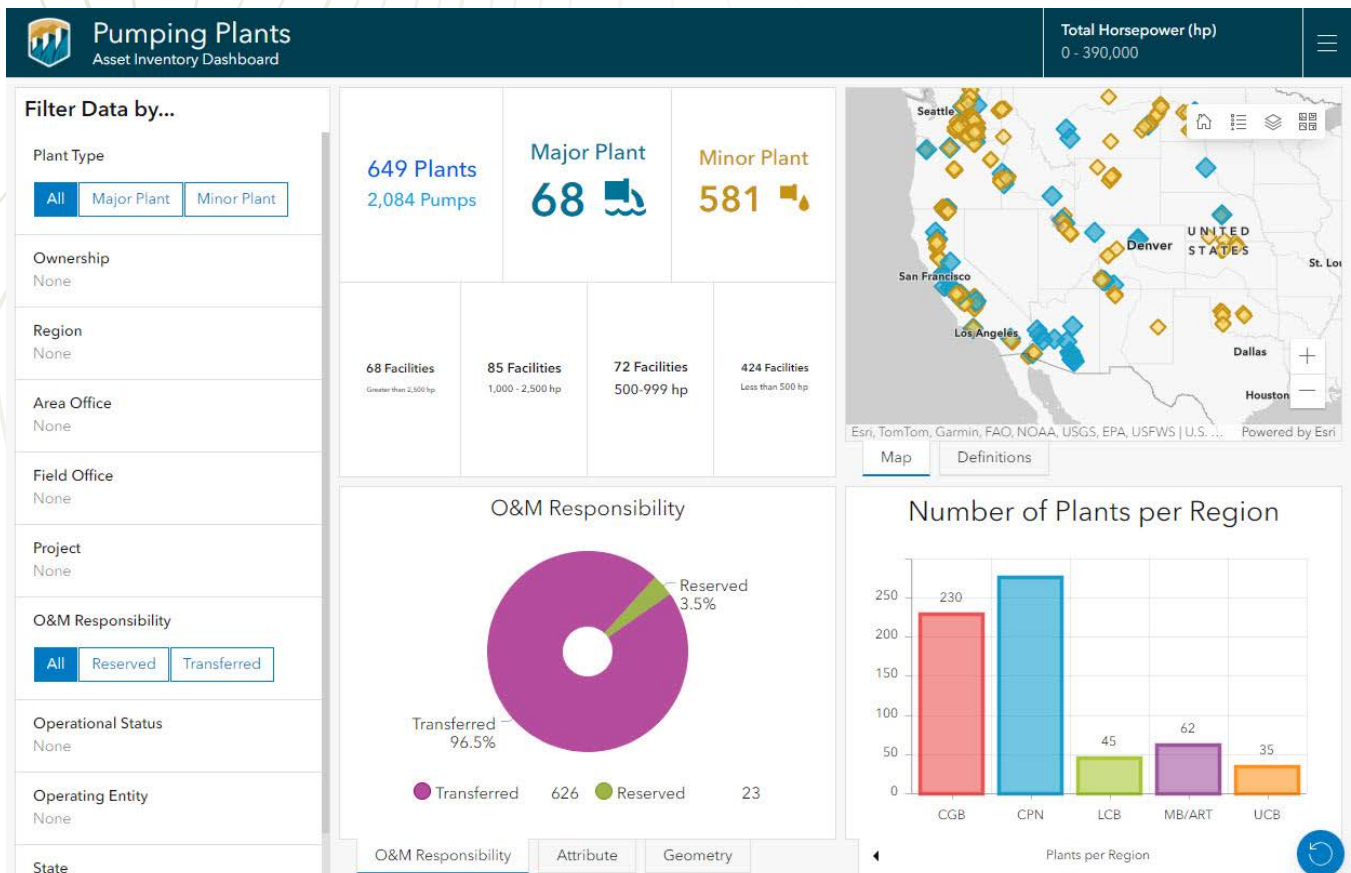 Pumping Plants
Asset Inventory Dashboard
Total Horsepower (hp)
0 - 390,000
Filter Data by...
Plant Type
All
Major Plant
Minor Plant
Ownership
None
Region
None
Area Office
None
Field Office
None
Project
None
O&M Responsibility
All
Reserved
Transferred
Operational Status
None
Operating Entity
None
State
649 Plants
2,084 Pumps
Major Plant
68
Minor Plant
581
68 Facilities
Greater than 2,500 hp
85 Facilities
1,000 - 2,500 hp
72 Facilities
500-999 hp
424 Facilities
Less than 500 hp
Seattle
San Francisco
Los Angeles
Denver
UNITED
STATES
St. Lou
Dallas
Houston
+
−
Esri, TomTom, Garmin, FAO, NOAA, USGS, EPA, USFWS | U.S. ...
Powered by Esri
Map
Definitions
O&M Responsibility
Reserved
3.5%
Transferred
96.5%
Transferred 626
Reserved 23
O&M Responsibility
Attribute
Geometry
Number of Plants per Region
250
200
150
100
50
0
230
45
62
35
CGB
CPN
LCB
MB/ART
UCB
Plants per Region